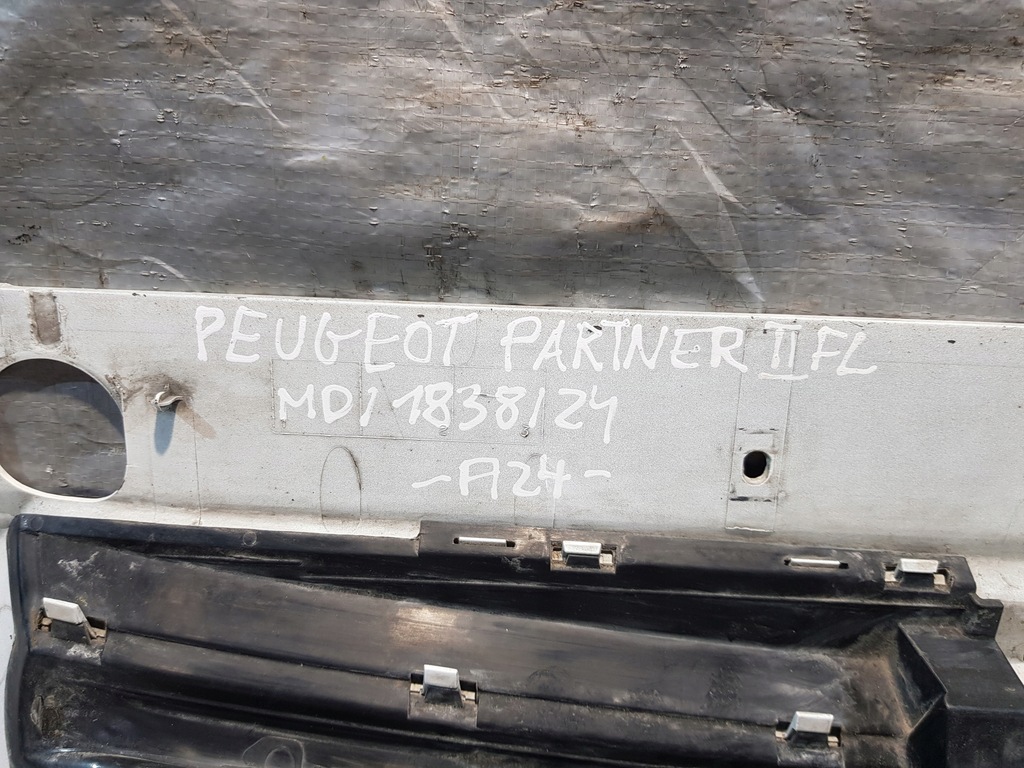 PEUGEOT PARTNER II FL
MD/1838/24
-A24-